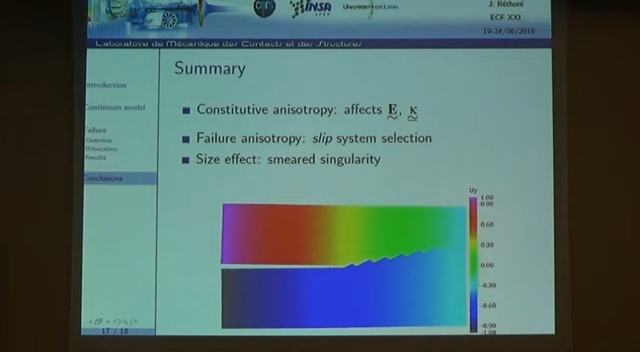 INSA
J. Réthoré
ECF XXI
19-24/06/2016
Laboratoire de Mécanique des Contacts et des Structures
Summary
Introduction
Continuum model
Failure
Overview
Bifurcation
Results
Conclusions
Constitutive anisotropy: affects E, κ
Failure anisotropy: slip system selection
Size effect: smeared singularity
Uy
1.00
0.90
0.60
0.30
0.00
-0.30
-0.60
-0.90
-1.00
17 / 18